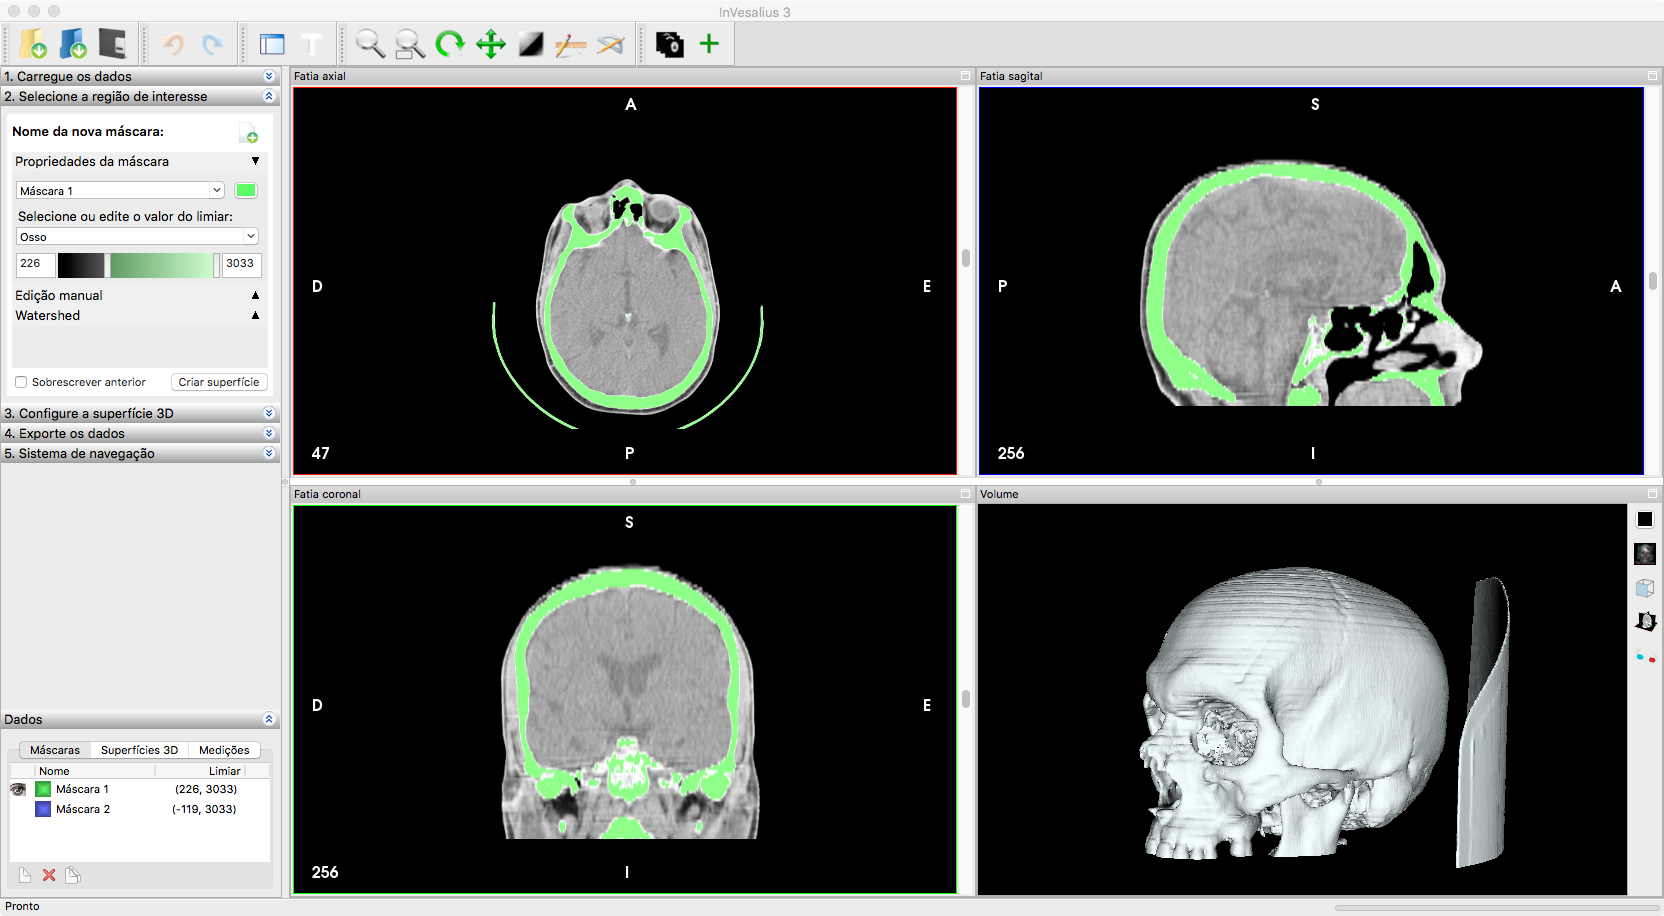 InVesalius 3
1. Carregue os dados
2. Selecione a região de interesse
Nome da nova máscara:
Propriedades da máscara
Máscara 1
Selecione ou edite o valor do limiar:
Osso
226
3033
Edição manual
Watershed
Sobrescrever anterior
Criar superfície
3. Configure a superfície 3D
4. Exporte os dados
5. Sistema de navegação
Dados
Máscaras Superfícies 3D Medições
Nome Limiar
Máscara 1 (226, 3033)
Máscara 2 (-119, 3033)
Pronto
Fatia axial
A
D
E
47
P
Fatia sagital
S
P
A
256
I
Fatia coronal
S
D
E
256
I
Volume